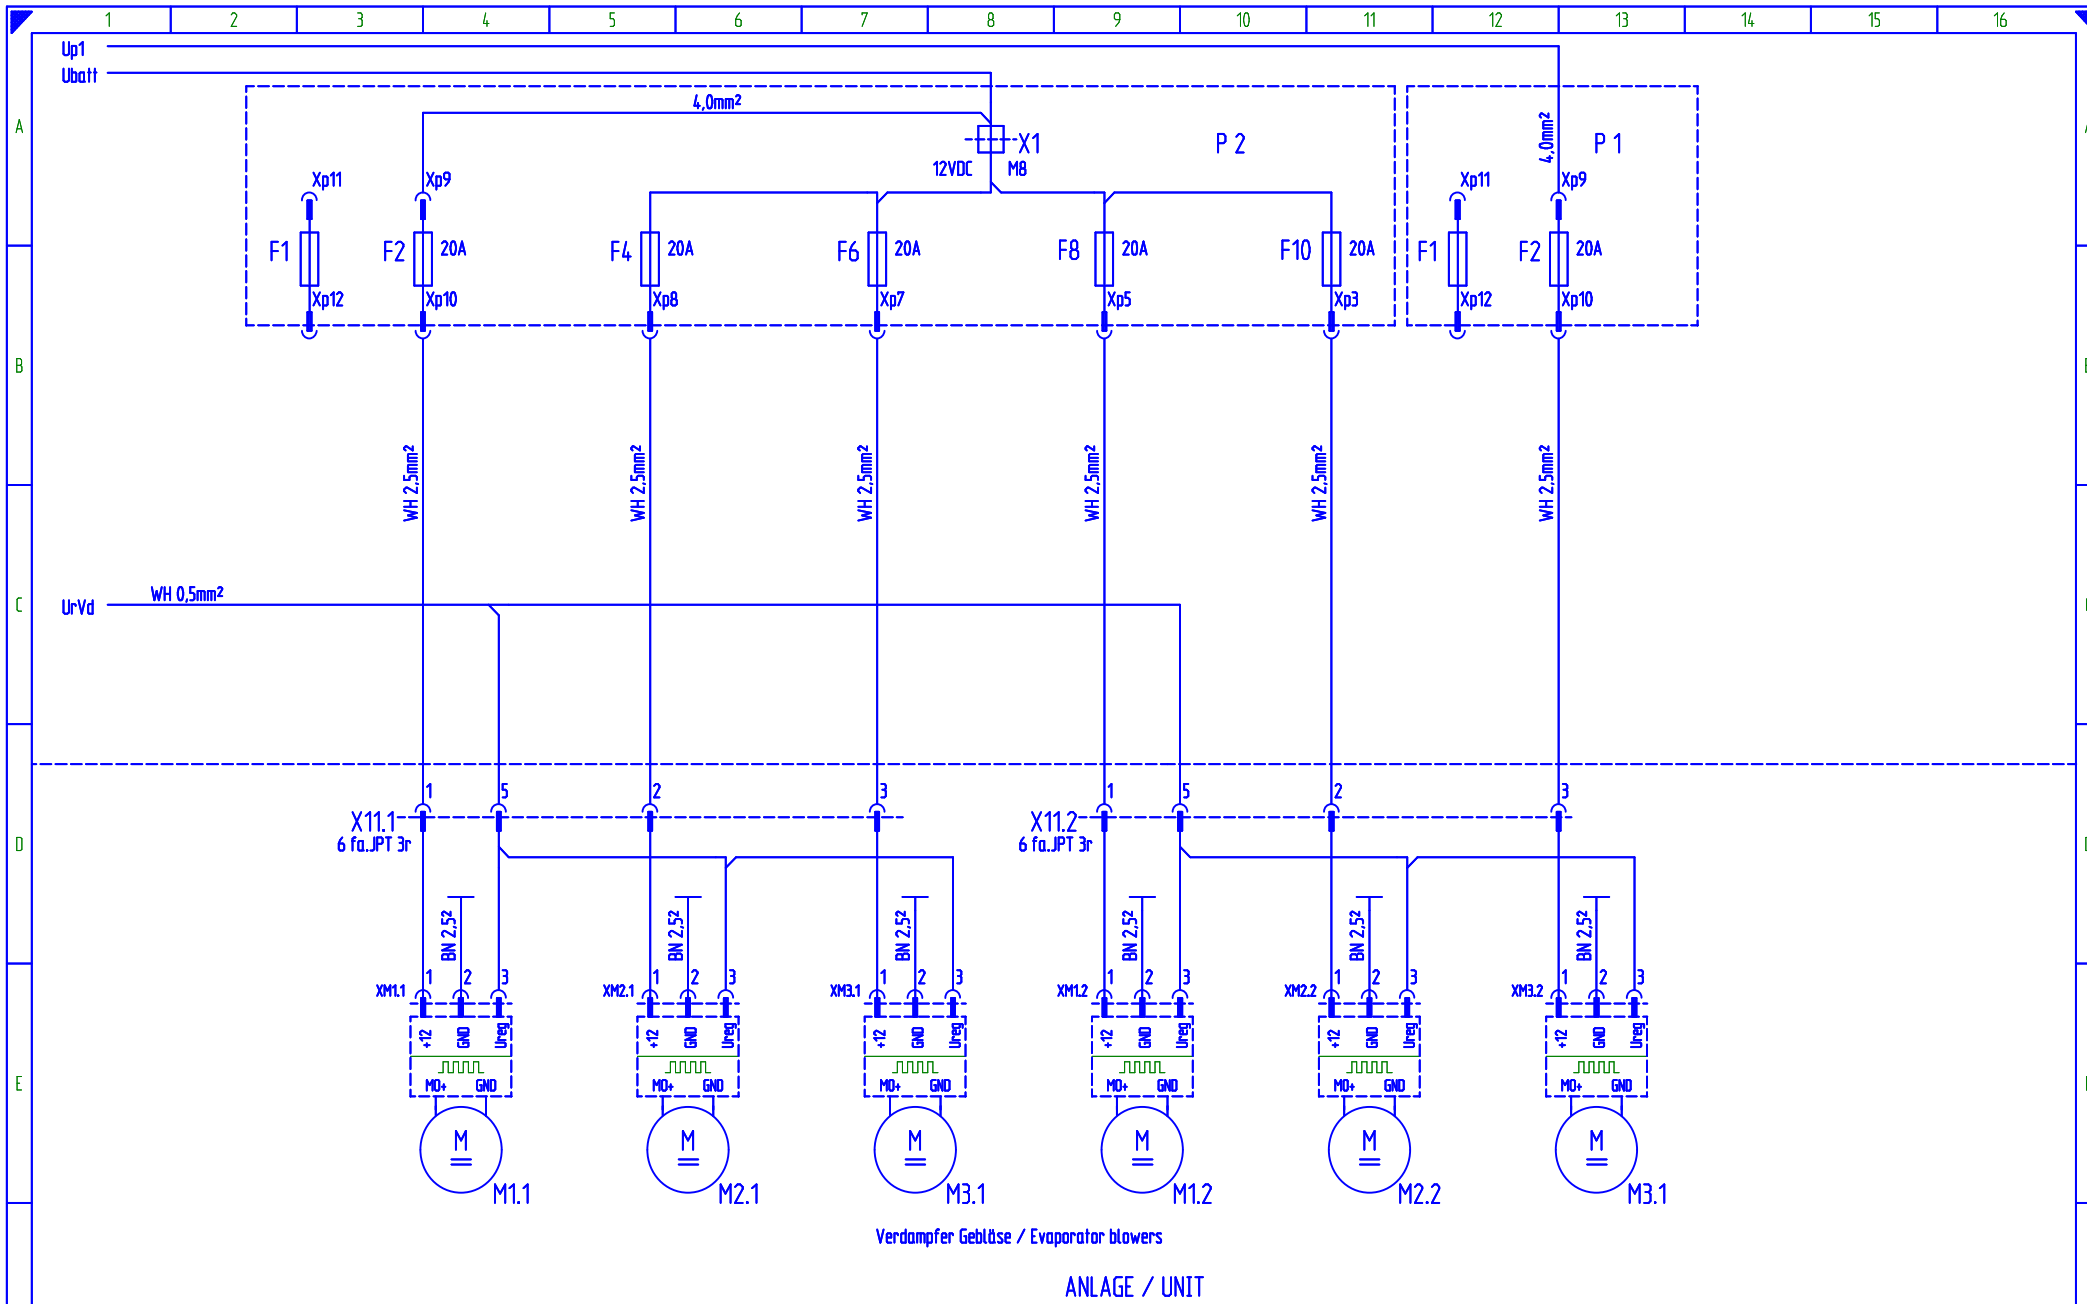 1 2 3 4 5 6 7 8 9 10 11 12 13 14 15 16
Up1
Ubatt
4,0mm²
A
X1
P 2
4,0mm²
P 1
12VDC
M8
Xp11
Xp9
Xp11
Xp9
F1
F2
20A
F4
20A
F6
20A
F8
20A
F10
20A
F1
F2
20A
Xp12
Xp10
Xp8
Xp7
Xp5
Xp3
Xp12
Xp10
B
WH 2,5mm²
WH 2,5mm²
WH 2,5mm²
WH 2,5mm²
WH 2,5mm²
WH 2,5mm²
C
UrVd
WH 0,5mm²
1
5
2
3
1
5
2
3
X11.1
X11.2
6 fa.JPT 3r
6 fa.JPT 3r
D
BN 2,5²
BN 2,5²
BN 2,5²
BN 2,5²
BN 2,5²
BN 2,5²
XM1.1
1
2
3
XM2.1
1
2
3
XM3.1
1
2
3
XM1.2
1
2
3
XM2.2
1
2
3
XM3.2
1
2
3
+12
GND
Ureg
+12
GND
Ureg
+12
GND
Ureg
+12
GND
Ureg
+12
GND
Ureg
+12
GND
Ureg
E
MO+
GND
MO+
GND
MO+
GND
MO+
GND
MO+
GND
MO+
GND
M
M
M
M
M
M
M1.1
M2.1
M3.1
M1.2
M2.2
M3.1
Verdampfer Gebläse / Evaporator blowers
ANLAGE / UNIT